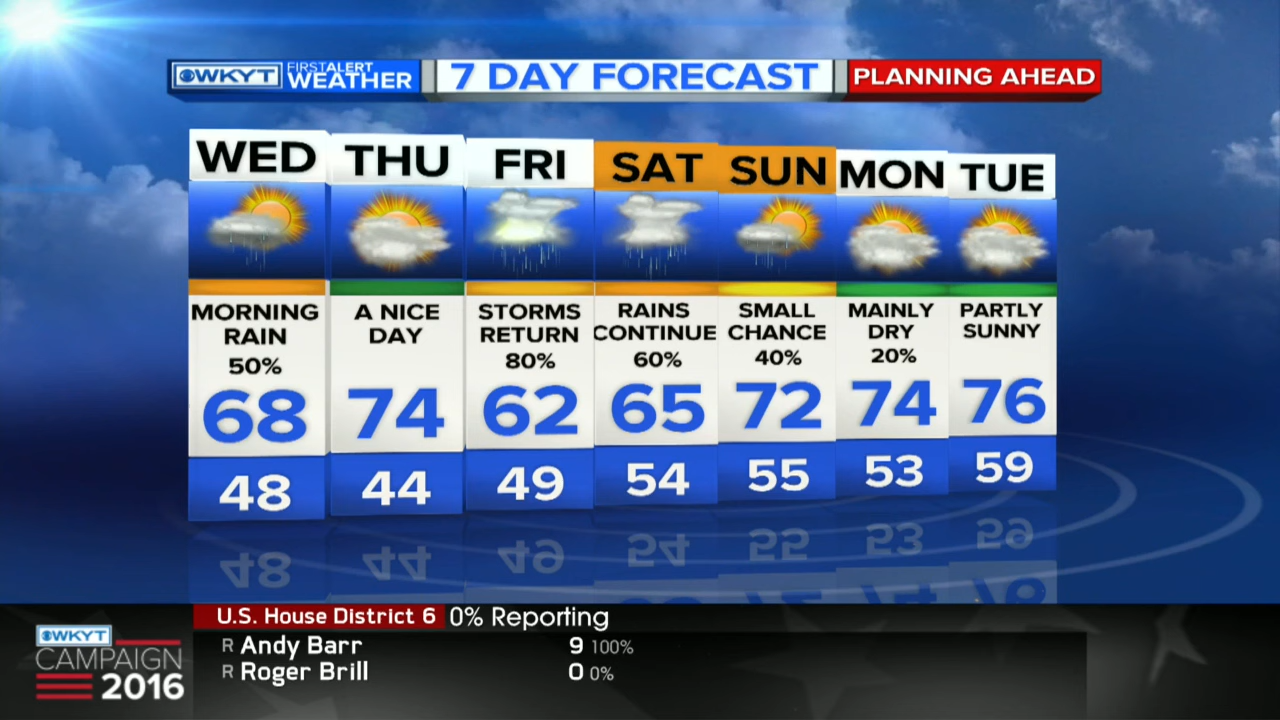 WKYT FIRST ALERT WEATHER 7 DAY FORECAST PLANNING AHEAD
WED THU FRI SAT SUN MON TUE
MORNING RAIN 50%
68
48
A NICE DAY
74
44
STORMS RETURN 80%
62
49
RAINS CONTINUE 60%
65
54
SMALL CHANCE 40%
72
55
MAINLY DRY 20%
74
53
PARTLY SUNNY
76
59
WKYT
CAMPAIGN
2016
U.S. House District 6 0% Reporting
R Andy Barr 9 100%
R Roger Brill 0 0%